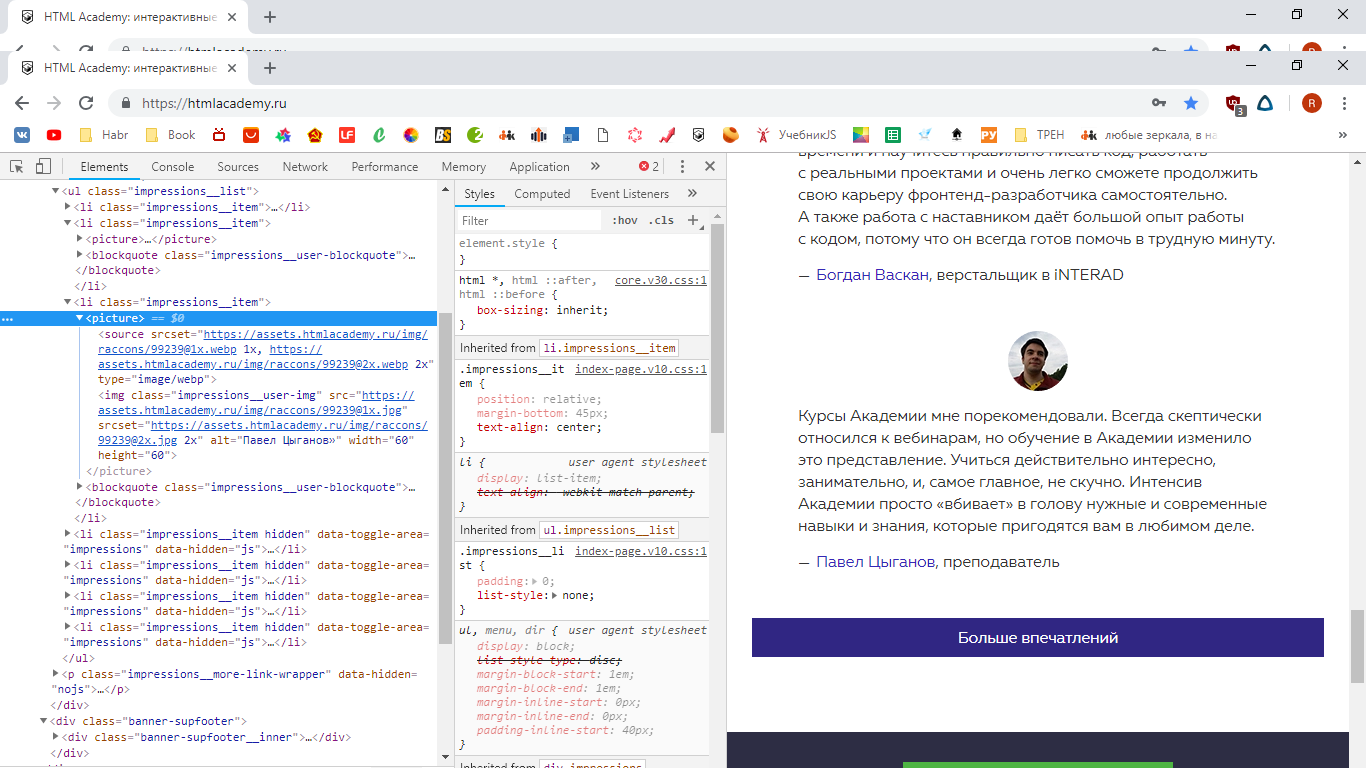 HTML Academy: интерактивные
HTML Academy: интерактивные
https://htmlacademy.ru
3
R
Habr
Book
УчебникJS
ТРЕН
любые зеркала, в на
»
Elements Console Sources Network Performance Memory Application » 2
<ul class="impressions__list">
<li class="impressions__item">…</li>
<li class="impressions__item">
<picture>…</picture>
<blockquote class="impressions__user-blockquote">…
</blockquote>
</li>
<li class="impressions__item">
<picture> == $0
<source srcset="https://assets.htmlacademy.ru/img/
raccons/99239@1x.webp 1x, https://
assets.htmlacademy.ru/img/raccons/99239@2x.webp 2x"
type="image/webp">
<img class="impressions__user-img" src="https://
assets.htmlacademy.ru/img/raccons/99239@1x.jpg"
srcset="https://assets.htmlacademy.ru/img/raccons/
99239@2x.jpg 2x" alt="Павел Цыганов»" width="60"
height="60">
</picture>
<blockquote class="impressions__user-blockquote">…
</blockquote>
</li>
<li class="impressions__item hidden" data-toggle-area=
"impressions" data-hidden="js">…</li>
<li class="impressions__item hidden" data-toggle-area=
"impressions" data-hidden="js">…</li>
<li class="impressions__item hidden" data-toggle-area=
"impressions" data-hidden="js">…</li>
<li class="impressions__item hidden" data-toggle-area=
"impressions" data-hidden="js">…</li>
</ul>
<p class="impressions__more-link-wrapper" data-hidden=
"nojs">…</p>
</div>
<div class="banner-supfooter">
<div class="banner-supfooter__inner">…</div>
</div>
Styles Computed Event Listeners »
Filter :hov .cls +
element.style {
}
html *, html ::after, core.v30.css:1
html ::before {
box-sizing: inherit;
}
Inherited from li.impressions__item
.impressions__it index-page.v10.css:1
em {
position: relative;
margin-bottom: 45px;
text-align: center;
}
li { user agent stylesheet
display: list-item;
text-align: -webkit-match-parent;
}
Inherited from ul.impressions__list
.impressions__li index-page.v10.css:1
st {
padding: 0;
list-style: none;
}
ul, menu, dir { user agent stylesheet
display: block;
list-style-type: disc;
margin-block-start: 1em;
margin-block-end: 1em;
margin-inline-start: 0px;
margin-inline-end: 0px;
padding-inline-start: 40px;
}
Inherited from div.impressions
времени и научитесь правильно писать код, работать
с реальными проектами и очень легко сможете продолжить
свою карьеру фронтенд-разработчика самостоятельно.
А также работа с наставником даёт большой опыт работы
с кодом, потому что он всегда готов помочь в трудную минуту.
— Богдан Васкан, верстальщик в iNTERAD
Курсы Академии мне порекомендовали. Всегда скептически
относился к вебинарам, но обучение в Академии изменило
это представление. Учиться действительно интересно,
занимательно, и, самое главное, не скучно. Интенсив
Академии просто «вбивает» в голову нужные и современные
навыки и знания, которые пригодятся вам в любимом деле.
— Павел Цыганов, преподаватель
Больше впечатлений